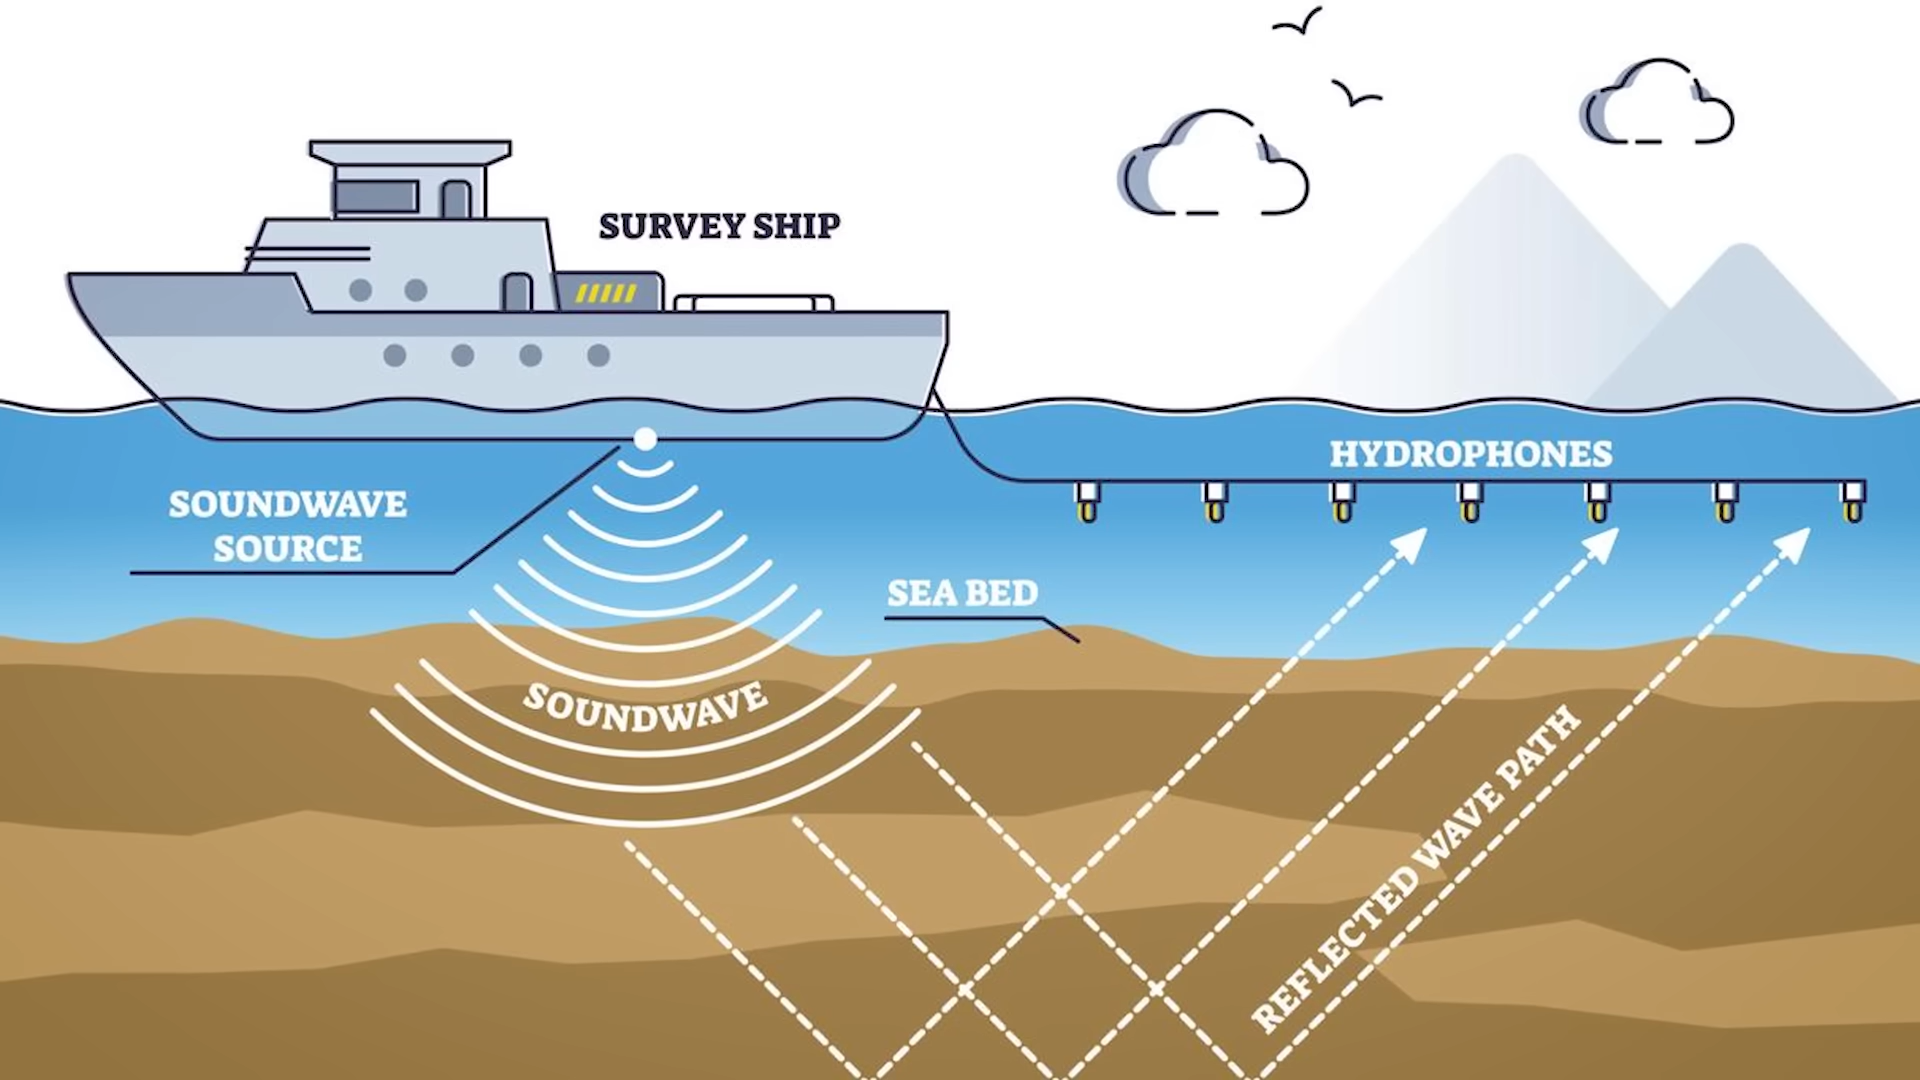 SURVEY SHIP
HYDROPHONES
SOUNDWAVE
SOURCE
SEA BED
SOUNDWAVE
REFLECTED WAVE PATH